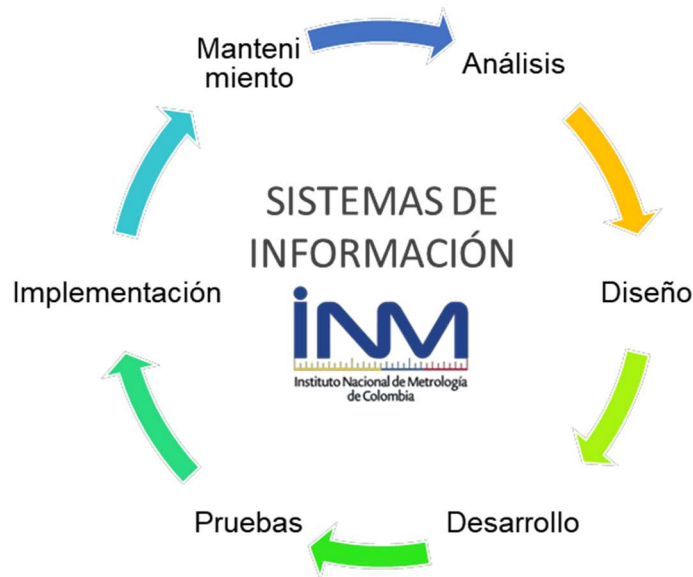 Manteni
miento
Análisis
SISTEMAS DE
INFORMACIÓN
Implementación
Diseño
iNM
Instituto Nacional de Metrología
de Colombia
Pruebas
Desarrollo